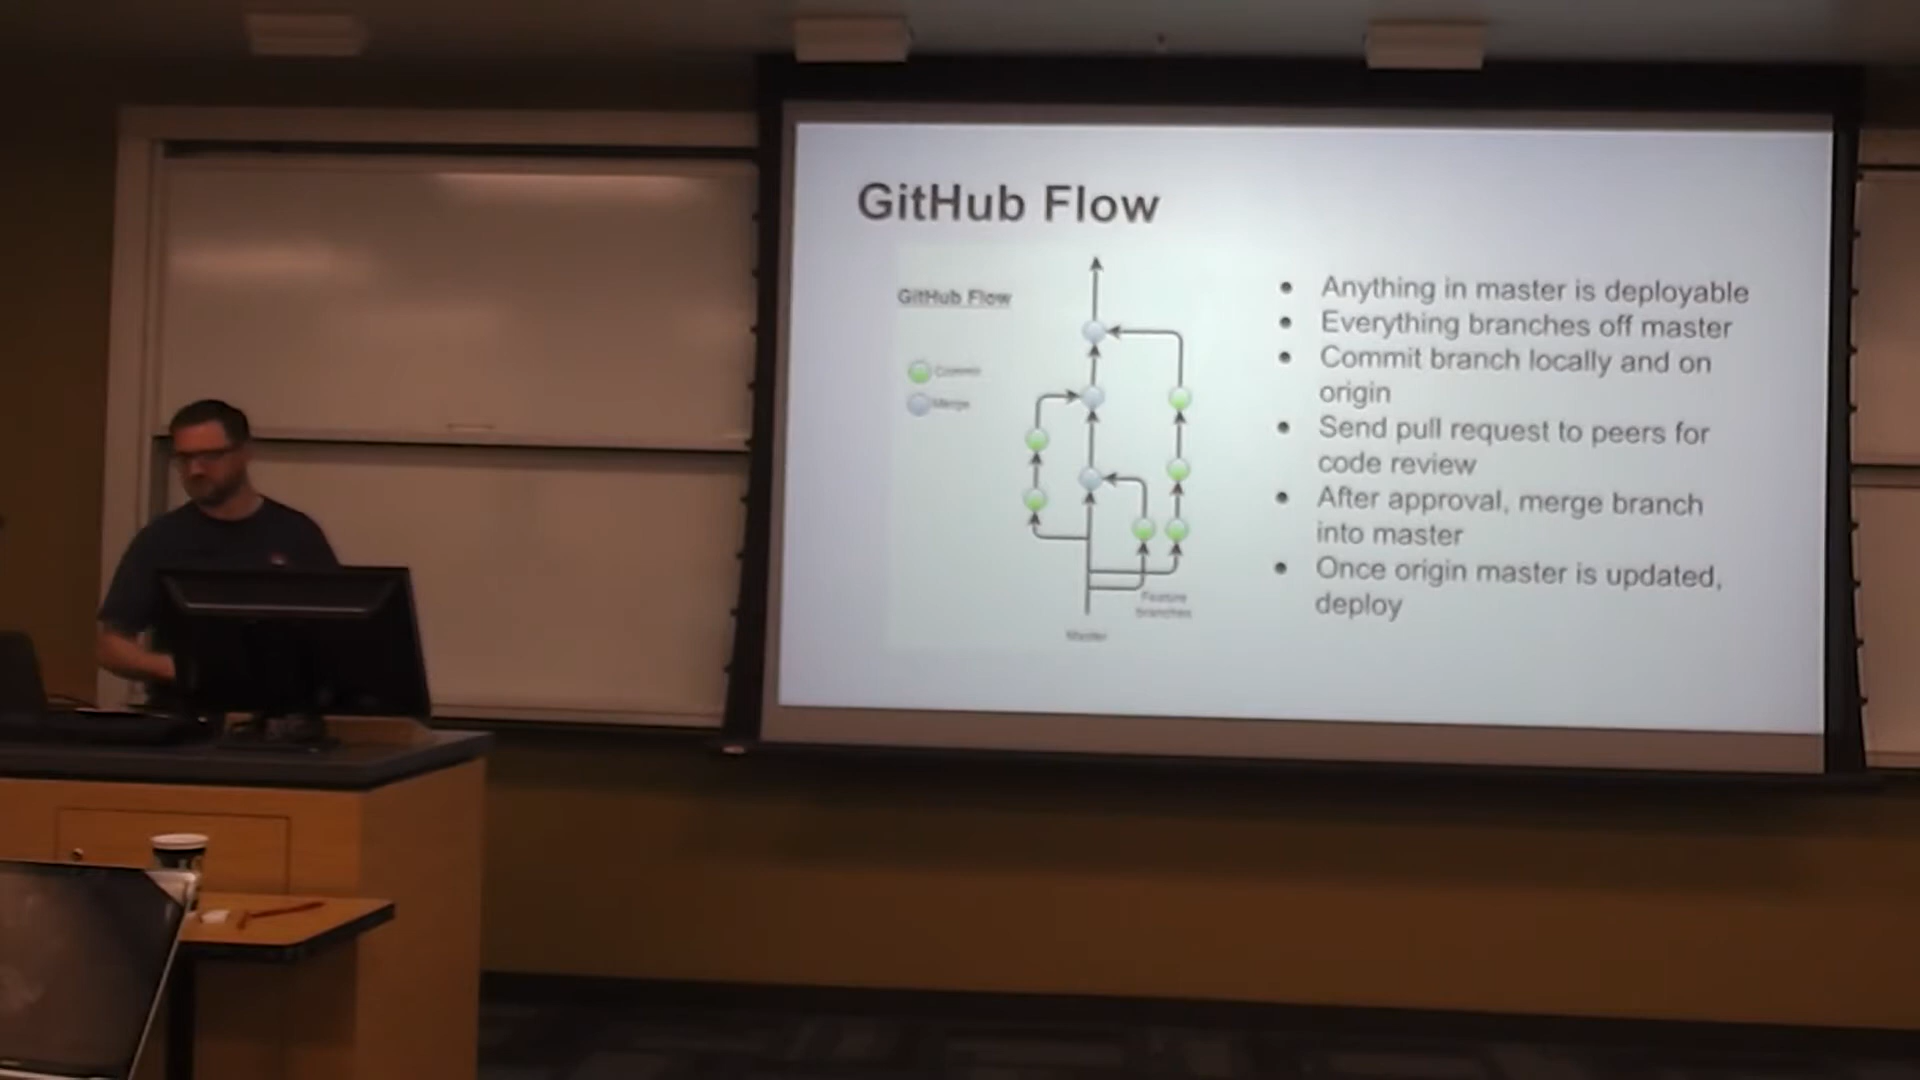 GitHub Flow
GitHub Flow
Commit
Merge
Feature
branches
Master
• Anything in master is deployable
• Everything branches off master
• Commit branch locally and on
origin
• Send pull request to peers for
code review
• After approval, merge branch
into master
• Once origin master is updated,
deploy